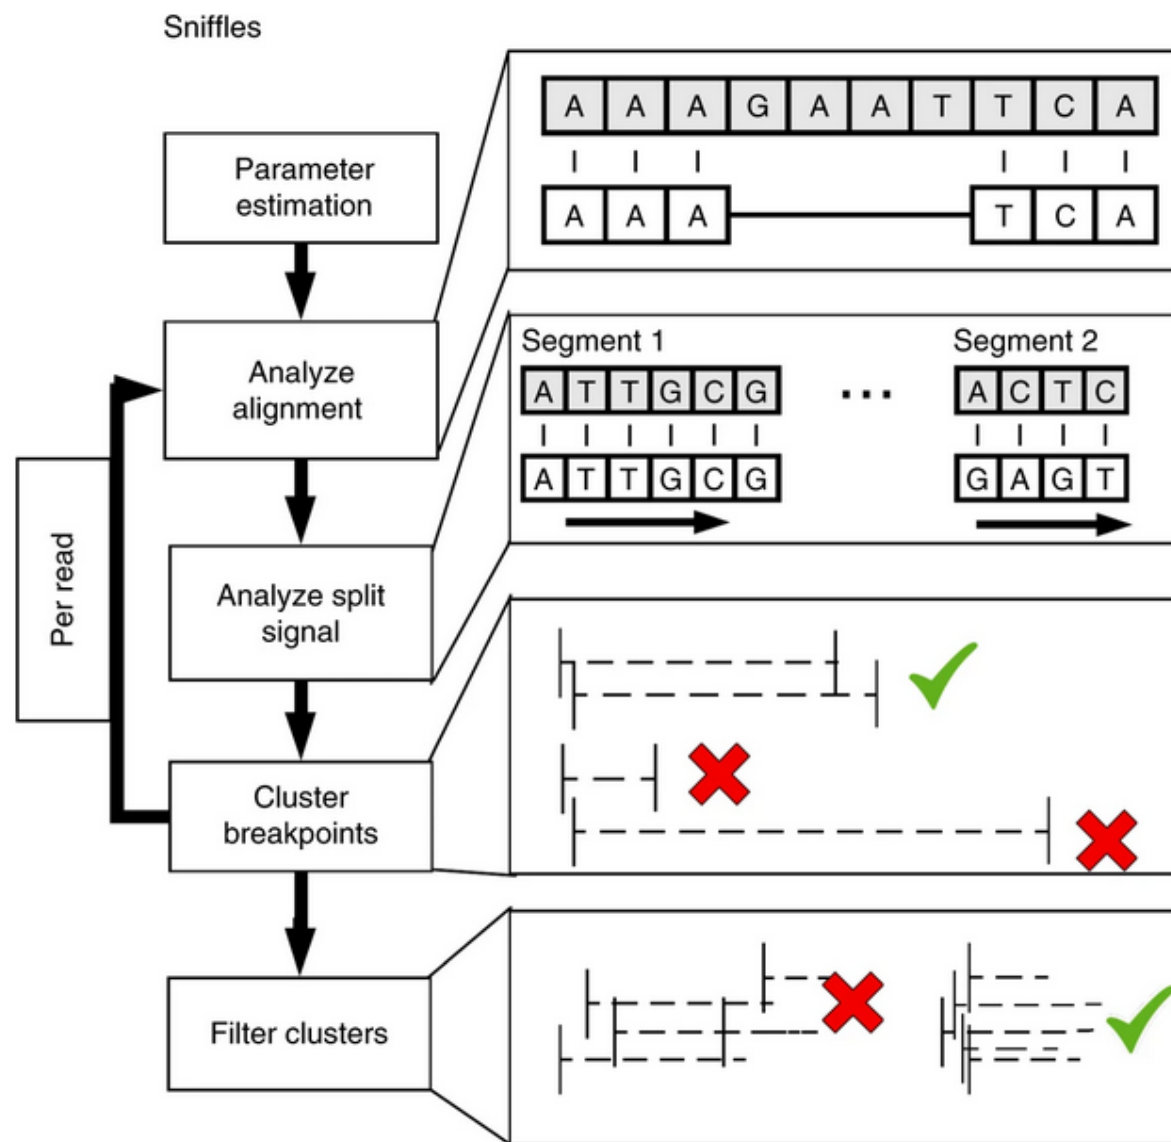 Sniffles
Parameter
estimation
A A A G A A T T C A
A A A T C A
Analyze
alignment
Segment 1 Segment 2
A T T G C G ... A C T C
A T T G C G G A G T
Per read
Analyze split
signal
Cluster
breakpoints
Filter clusters